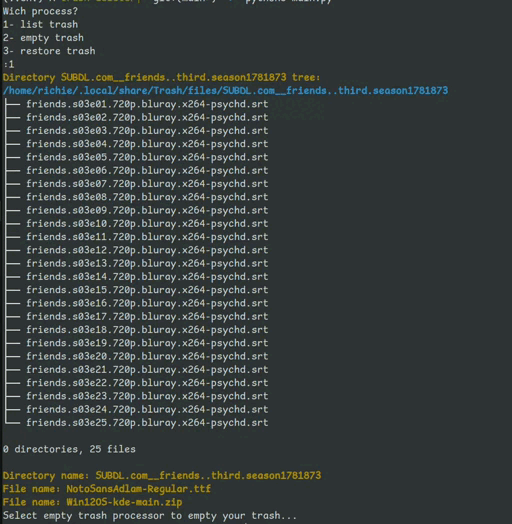 Wich process?
1- list trash
2- empty trash
3- restore trash
:1
Directory SUBDL.com__friends..third.season1781873 tree:
/home/richie/.local/share/Trash/files/SUBDL.com__friends..third.season1781873
├── friends.s03e01.720p.bluray.x264-psychd.srt
├── friends.s03e02.720p.bluray.x264-psychd.srt
├── friends.s03e03.720p.bluray.x264-psychd.srt
├── friends.s03e04.720p.bluray.x264-psychd.srt
├── friends.s03e05.720p.bluray.x264-psychd.srt
├── friends.s03e06.720p.bluray.x264-psychd.srt
├── friends.s03e07.720p.bluray.x264-psychd.srt
├── friends.s03e08.720p.bluray.x264-psychd.srt
├── friends.s03e09.720p.bluray.x264-psychd.srt
├── friends.s03e10.720p.bluray.x264-psychd.srt
├── friends.s03e11.720p.bluray.x264-psychd.srt
├── friends.s03e12.720p.bluray.x264-psychd.srt
├── friends.s03e13.720p.bluray.x264-psychd.srt
├── friends.s03e14.720p.bluray.x264-psychd.srt
├── friends.s03e15.720p.bluray.x264-psychd.srt
├── friends.s03e16.720p.bluray.x264-psychd.srt
├── friends.s03e17.720p.bluray.x264-psychd.srt
├── friends.s03e18.720p.bluray.x264-psychd.srt
├── friends.s03e19.720p.bluray.x264-psychd.srt
├── friends.s03e20.720p.bluray.x264-psychd.srt
├── friends.s03e21.720p.bluray.x264-psychd.srt
├── friends.s03e22.720p.bluray.x264-psychd.srt
├── friends.s03e23.720p.bluray.x264-psychd.srt
├── friends.s03e24.720p.bluray.x264-psychd.srt
└── friends.s03e25.720p.bluray.x264-psychd.srt
0 directories, 25 files
Directory name: SUBDL.com__friends..third.season1781873
File name: NotoSansAdlam-Regular.ttf
File name: Win12OS-kde-main.zip
Select empty trash processor to empty your trash...